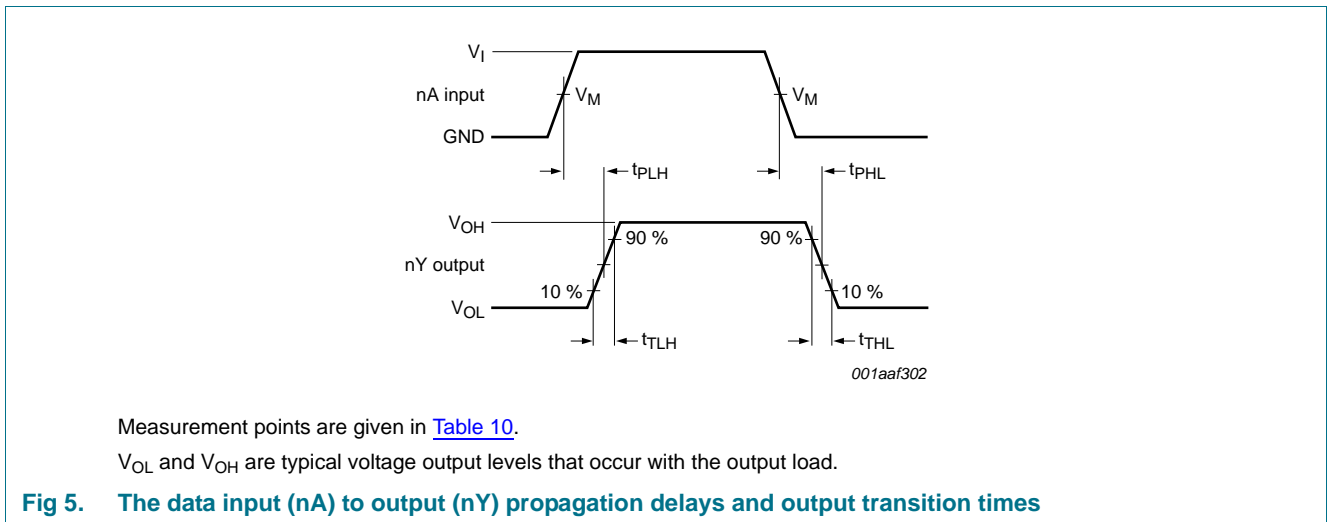 V_I
nA input
V_M
V_M
GND
t_PLH
t_PHL
V_OH
90 %
90 %
nY output
10 %
10 %
V_OL
t_TLH
t_THL
001aaf302
Measurement points are given in Table 10.
V_OL and V_OH are typical voltage output levels that occur with the output load.
Fig 5. The data input (nA) to output (nY) propagation delays and output transition times